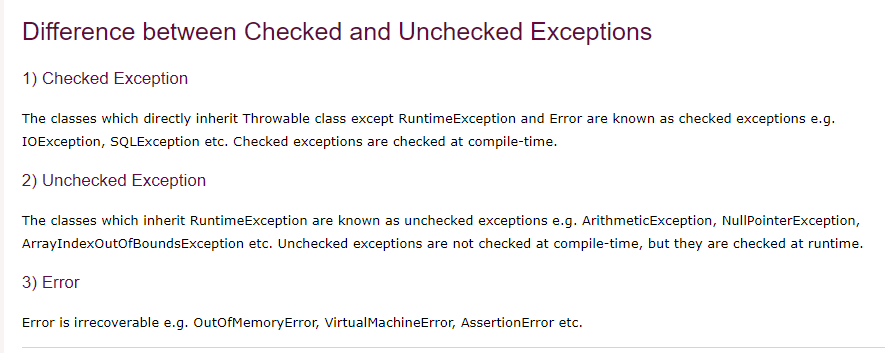 Difference between Checked and Unchecked Exceptions
1) Checked Exception
The classes which directly inherit Throwable class except RuntimeException and Error are known as checked exceptions e.g.
IOException, SQLException etc. Checked exceptions are checked at compile-time.
2) Unchecked Exception
The classes which inherit RuntimeException are known as unchecked exceptions e.g. ArithmeticException, NullPointerException,
ArrayIndexOutOfBoundsException etc. Unchecked exceptions are not checked at compile-time, but they are checked at runtime.
3) Error
Error is irrecoverable e.g. OutOfMemoryError, VirtualMachineError, AssertionError etc.